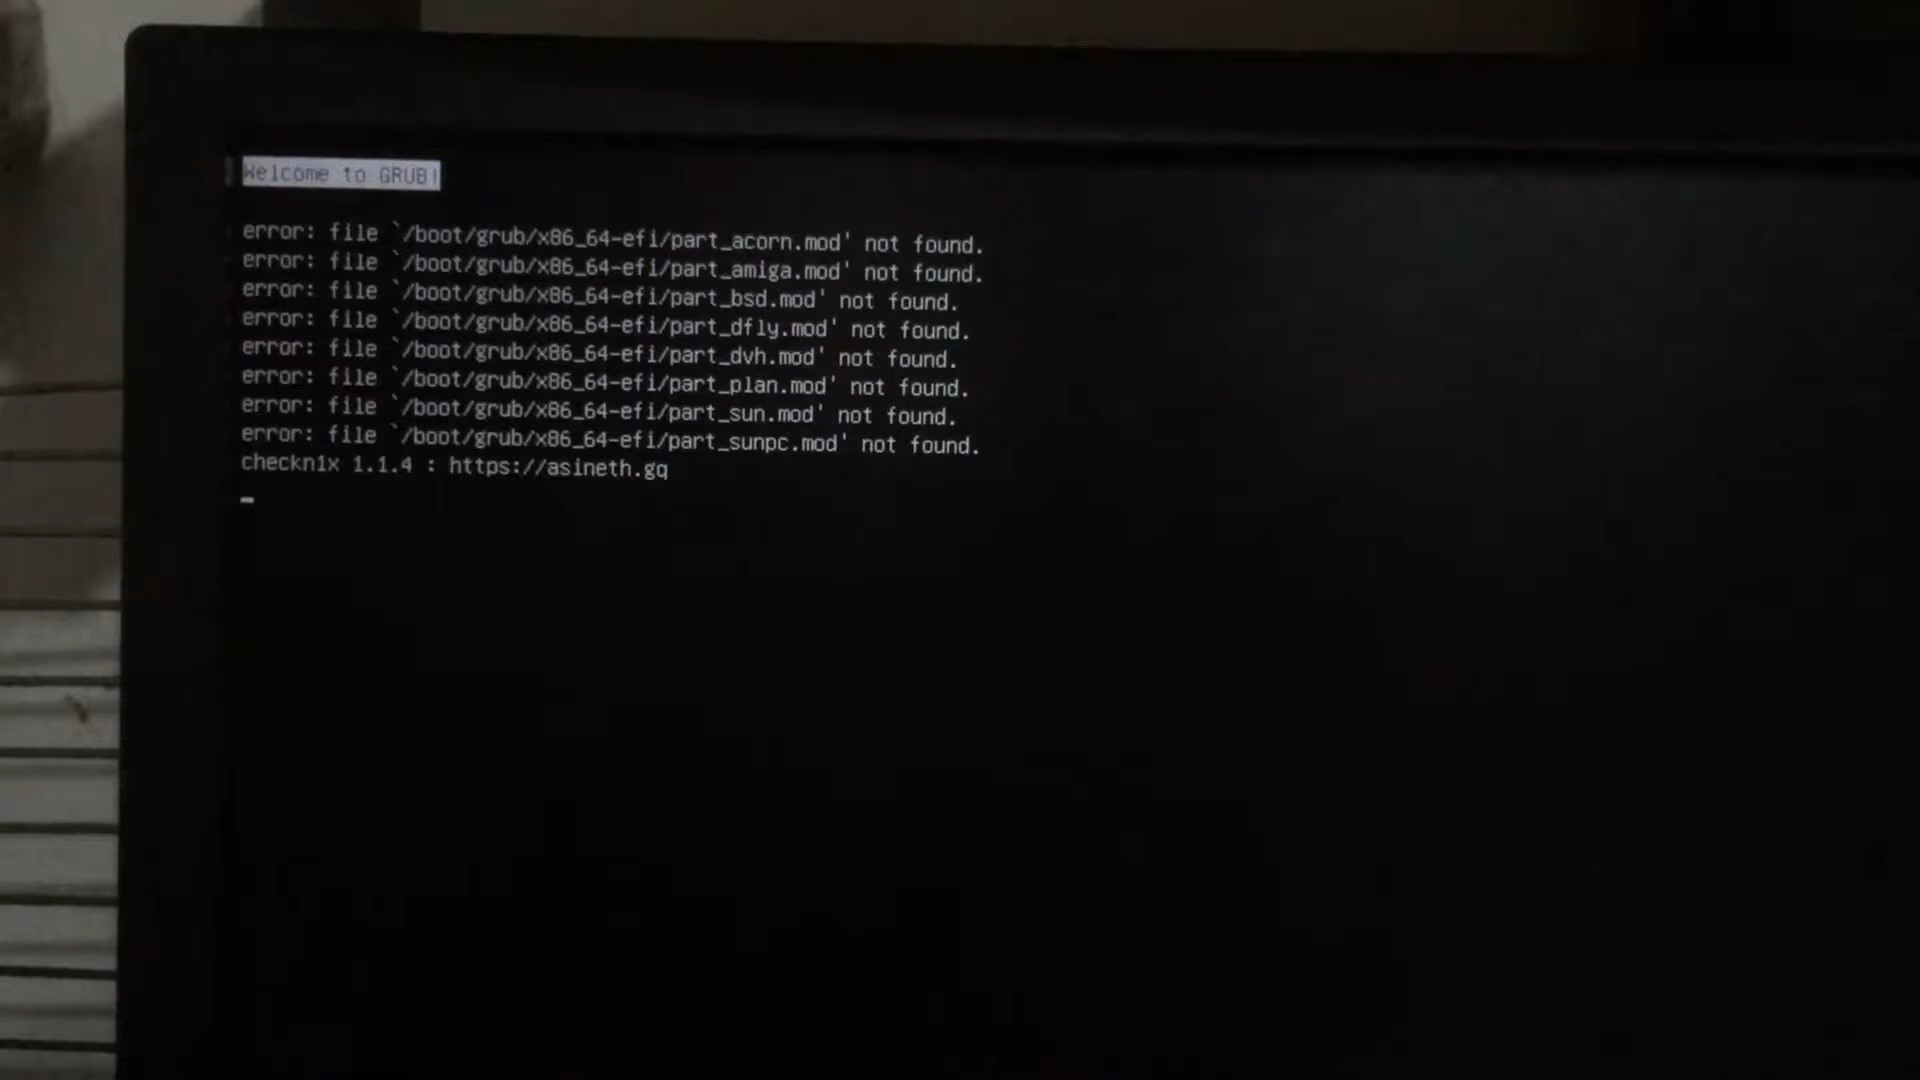 Welcome to GRUB!
error: file `/boot/grub/x86_64-efi/part_acorn.mod' not found.
error: file `/boot/grub/x86_64-efi/part_amiga.mod' not found.
error: file `/boot/grub/x86_64-efi/part_bsd.mod' not found.
error: file `/boot/grub/x86_64-efi/part_dfly.mod' not found.
error: file `/boot/grub/x86_64-efi/part_dvh.mod' not found.
error: file `/boot/grub/x86_64-efi/part_plan.mod' not found.
error: file `/boot/grub/x86_64-efi/part_sun.mod' not found.
error: file `/boot/grub/x86_64-efi/part_sunpc.mod' not found.
checkn1x 1.1.4 : https://asineth.gq